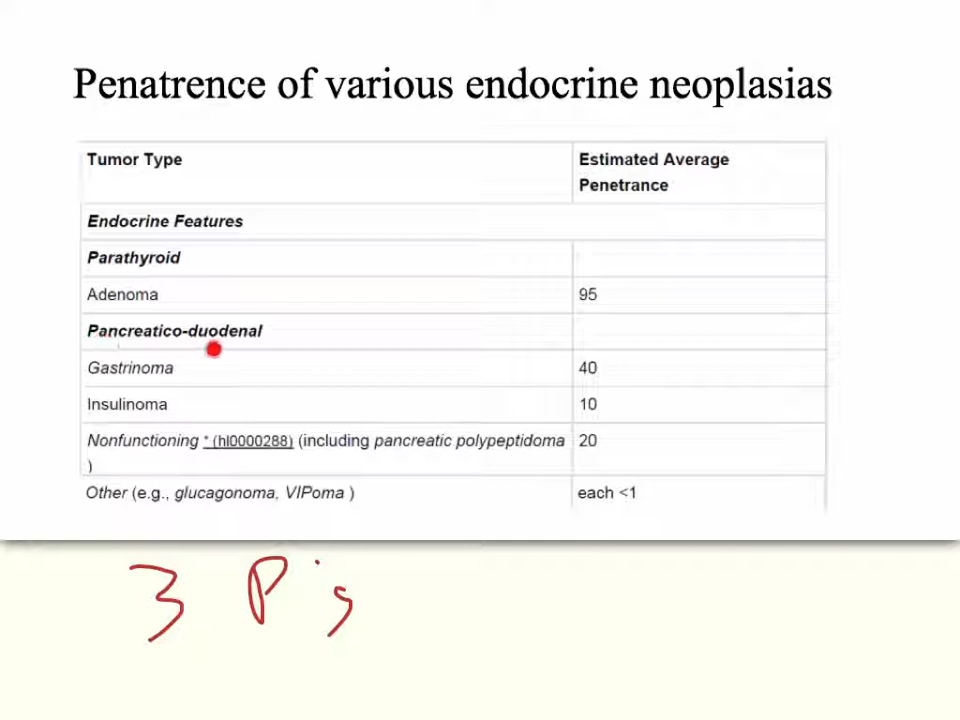 Penatrence of various endocrine neoplasias
Tumor Type
Estimated Average
Penetrance
Endocrine Features
Parathyroid
Adenoma 95
Pancreatico-duodenal
Gastrinoma 40
Insulinoma 10
Nonfunctioning * (hl0000288) (including pancreatic polypeptidoma 20
)
Other (e.g., glucagonoma, VIPoma ) each <1
3 P's